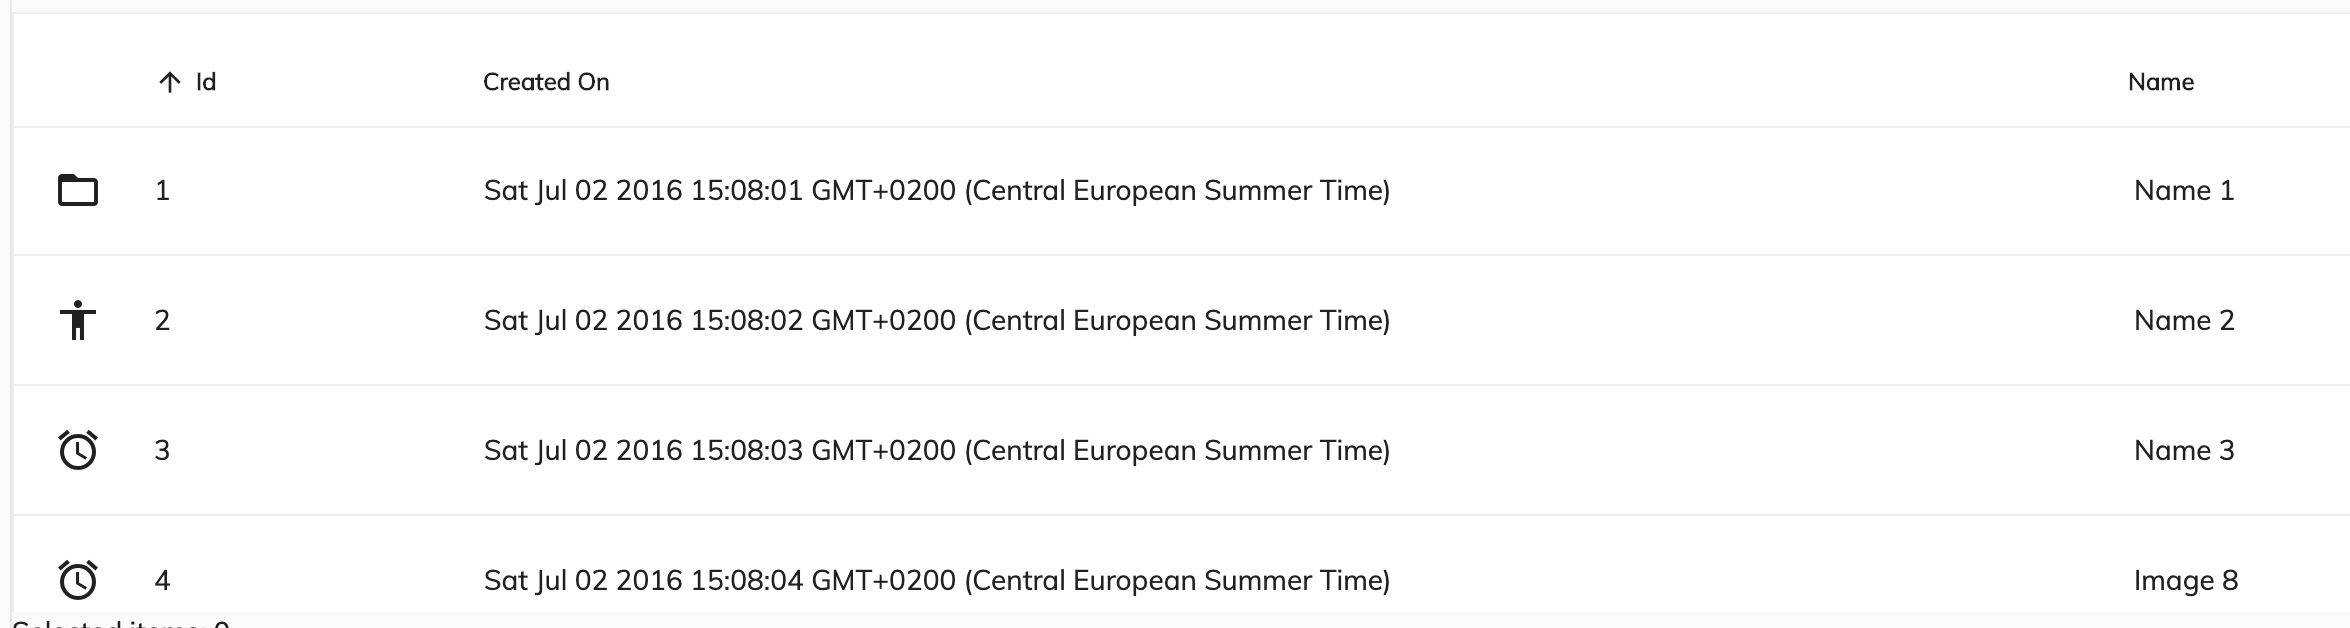 Id Created On Name
1 Sat Jul 02 2016 15:08:01 GMT+0200 (Central European Summer Time) Name 1
2 Sat Jul 02 2016 15:08:02 GMT+0200 (Central European Summer Time) Name 2
3 Sat Jul 02 2016 15:08:03 GMT+0200 (Central European Summer Time) Name 3
4 Sat Jul 02 2016 15:08:04 GMT+0200 (Central European Summer Time) Image 8
Selected items: 0